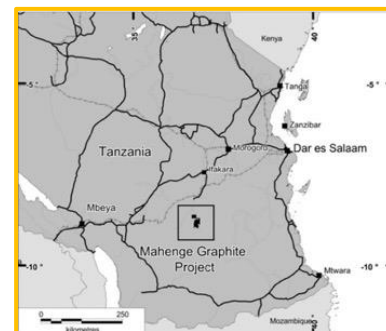 35
40
Kenya
-5°
-5°
Tanga
Zanzibar
Tanzania
Morogoro
Dar es Salaam
Ifakara
Mbeya
Mahenge Graphite
Project
-10°
-10°
Mtwara
0
250
kilometres
Mozambique